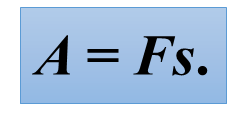 A = Fs.